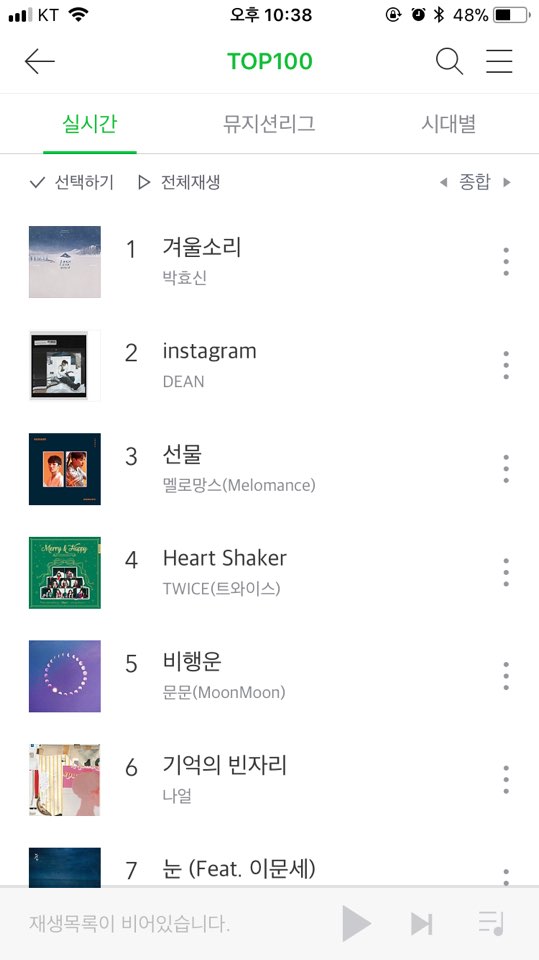 KT 오후 10:38 48%
TOP100
실시간 뮤지션리그 시대별
선택하기 전체재생 종합
1 겨울소리
박효신
2 instagram
DEAN
3 선물
멜로망스(Melomance)
Merry & Happy
4 Heart Shaker
TWICE(트와이스)
5 비행운
문문(MoonMoon)
6 기억의 빈자리
나얼
7 눈 (Feat. 이문세)
재생목록이 비어있습니다.